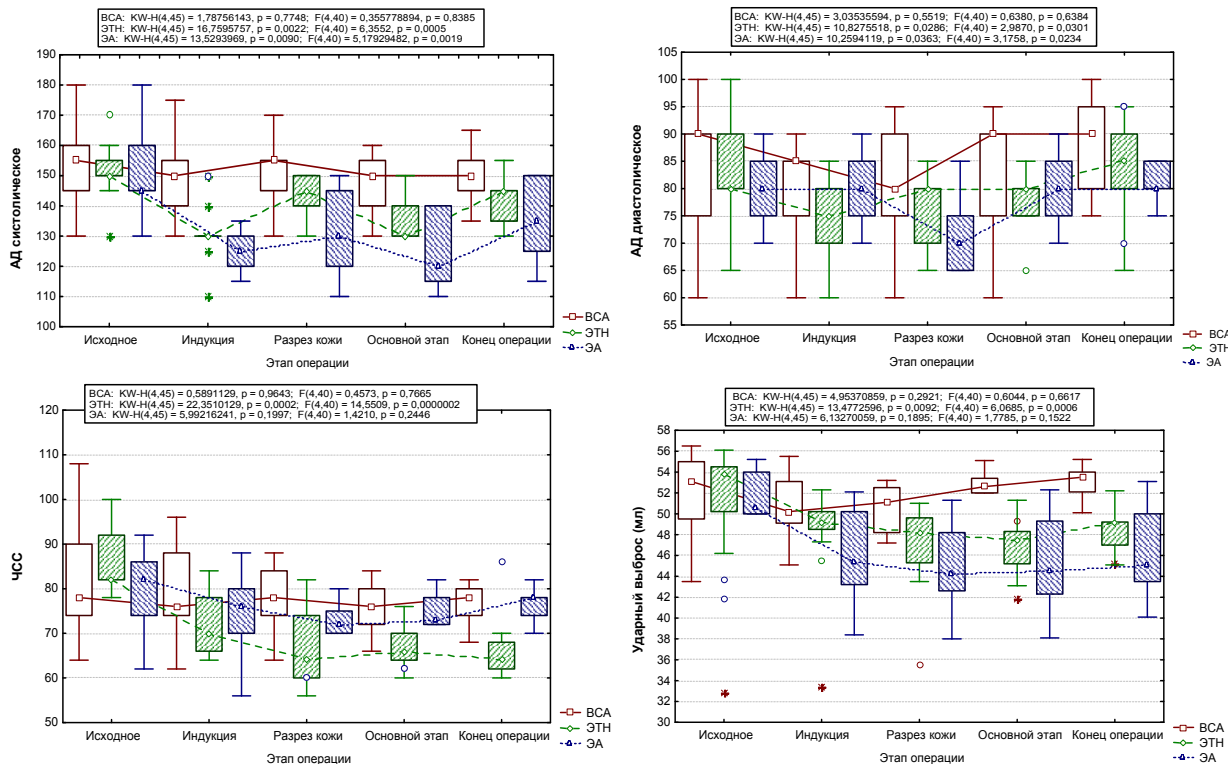 ВСА: KW-H(4,45) = 1,78756143, p = 0,7748; F(4,40) = 0,355778894, p = 0,8385
ЭТН: KW-H(4,45) = 16,7595757, p = 0,0022; F(4,40) = 6,3552, p = 0,0005
ЭА: KW-H(4,45) = 13,5293969, p = 0,0090; F(4,40) = 5,17929482, p = 0,0019
190
180
170
160
150
140
130
120
110
100
АД систолическое
Исходное
Индукция
Разрез кожи
Основной этап
Конец операции
Этап операции
ВСА
ЭТН
ЭА
ВСА: KW-H(4,45) = 3,03535594, p = 0,5519; F(4,40) = 0,6380, p = 0,6384
ЭТН: KW-H(4,45) = 10,8275518, p = 0,0286; F(4,40) = 2,9870, p = 0,0301
ЭА: KW-H(4,45) = 10,2594119, p = 0,0363; F(4,40) = 3,1758, p = 0,0234
105
100
95
90
85
80
75
70
65
60
55
АД диастолическое
Исходное
Индукция
Разрез кожи
Основной этап
Конец операции
Этап операции
ВСА
ЭТН
ЭА
ВСА: KW-H(4,45) = 0,5891129, p = 0,9643; F(4,40) = 0,4573, p = 0,7665
ЭТН: KW-H(4,45) = 22,3510129, p = 0,0002; F(4,40) = 14,5509, p = 0,0000002
ЭА: KW-H(4,45) = 5,99216241, p = 0,1997; F(4,40) = 1,4210, p = 0,2446
120
110
100
90
80
70
60
50
ЧСС
Исходное
Индукция
Разрез кожи
Основной этап
Конец операции
Этап операции
ВСА
ЭТН
ЭА
ВСА: KW-H(4,45) = 4,95370859, p = 0,2921; F(4,40) = 0,6044, p = 0,6617
ЭТН: KW-H(4,45) = 13,4772596, p = 0,0092; F(4,40) = 6,0685, p = 0,0006
ЭА: KW-H(4,45) = 6,13270059, p = 0,1895; F(4,40) = 1,7785, p = 0,1522
58
56
54
52
50
48
46
44
42
40
38
36
34
32
30
Ударный выброс (мл)
Исходное
Индукция
Разрез кожи
Основной этап
Конец операции
Этап операции
ВСА
ЭТН
ЭА